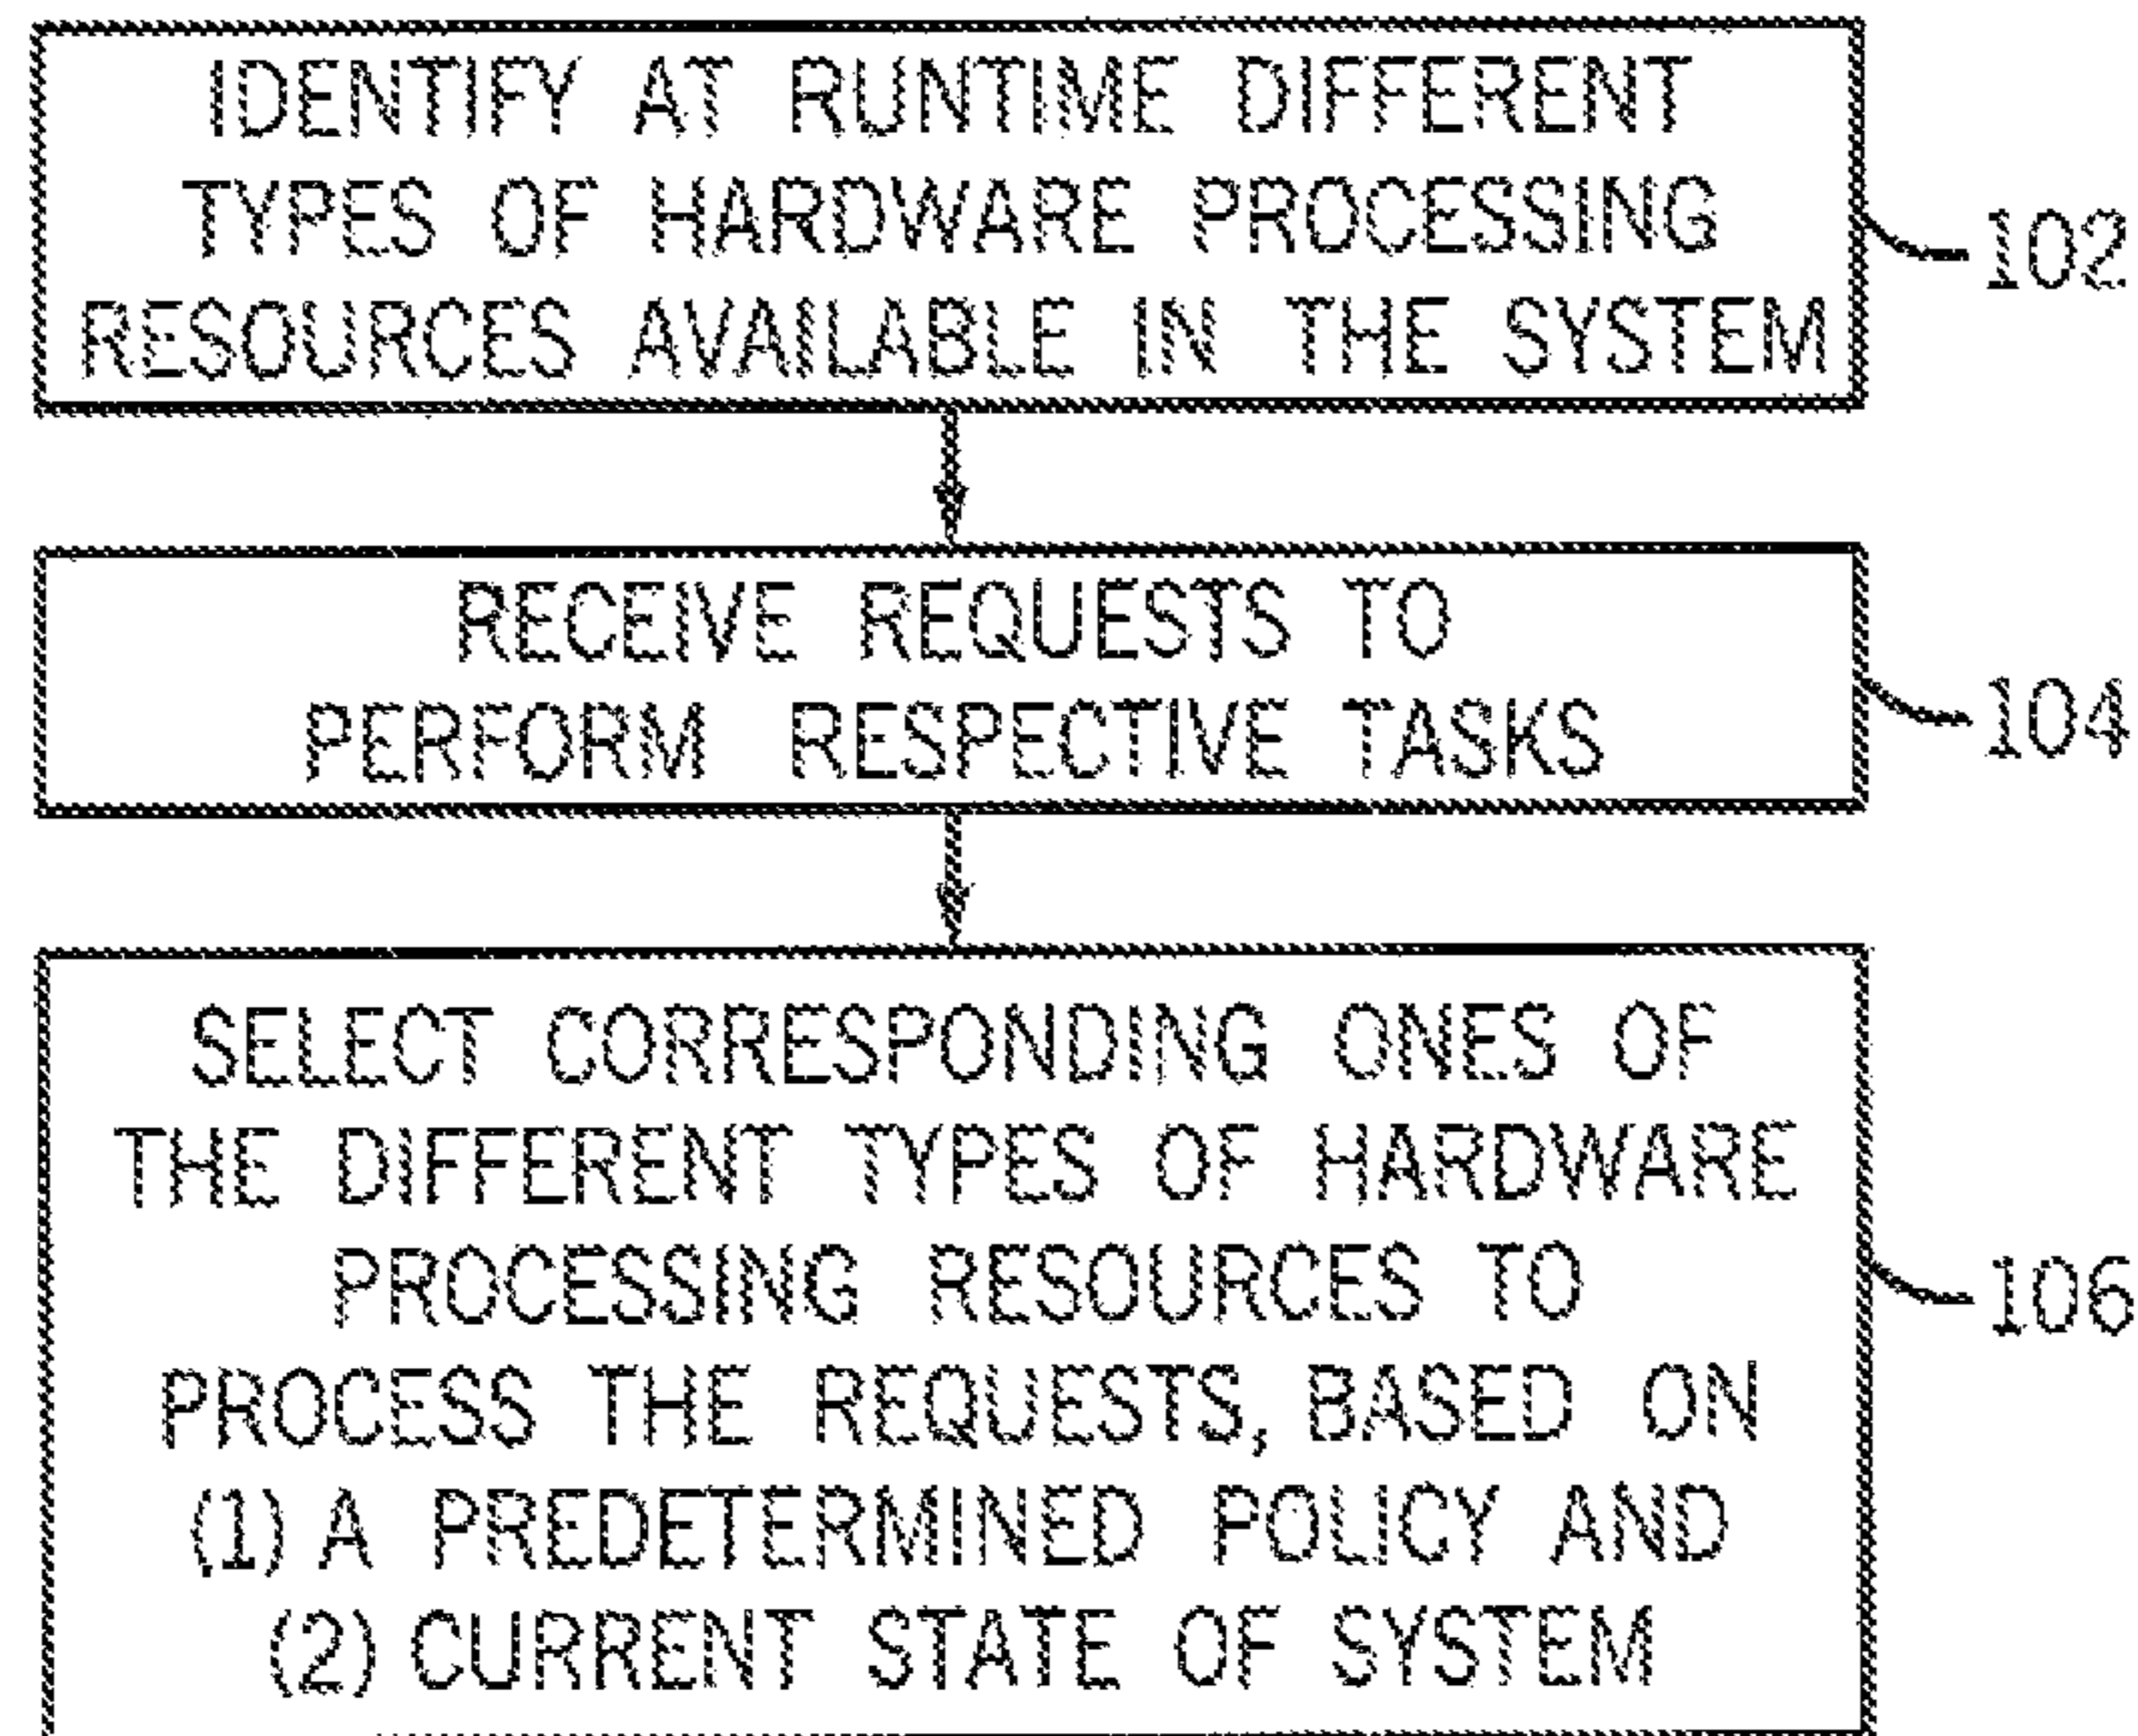 IDENTIFY AT RUNTIME DIFFERENT
TYPES OF HARDWARE PROCESSING
RESOURCES AVAILABLE IN THE SYSTEM
102
RECEIVE REQUESTS TO
PERFORM RESPECTIVE TASKS
104
SELECT CORRESPONDING ONES OF
THE DIFFERENT TYPES OF HARDWARE
PROCESSING RESOURCES TO
PROCESS THE REQUESTS, BASED ON
(1) A PREDETERMINED POLICY AND
(2) CURRENT STATE OF SYSTEM
106